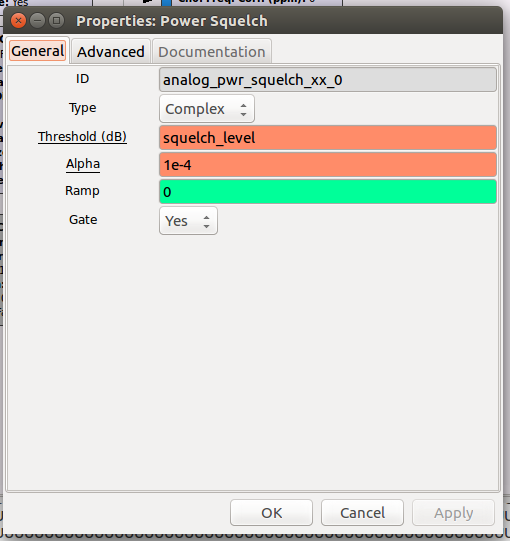 Properties: Power Squelch
General Advanced Documentation
ID analog_pwr_squelch_xx_0
Type Complex
Threshold (dB) squelch_level
Alpha 1e-4
Ramp 0
Gate Yes
OK Cancel Apply